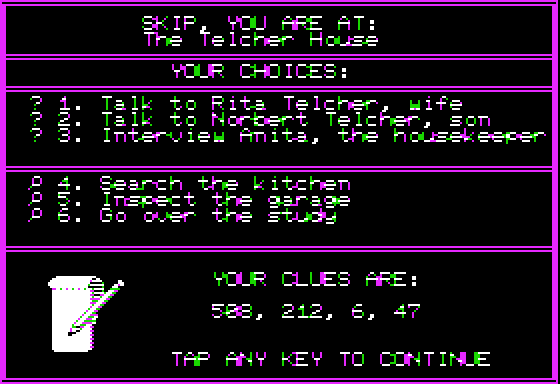 SKIP, YOU ARE AT:
The Telcher House
YOUR CHOICES:
? 1. Talk to Rita Telcher, wife
? 2. Talk to Norbert Telcher, son
? 3. Interview Anita, the housekeeper
4. Search the kitchen
5. Inspect the garage
6. Go over the study
YOUR CLUES ARE:
508, 212, 6, 47
TAP ANY KEY TO CONTINUE